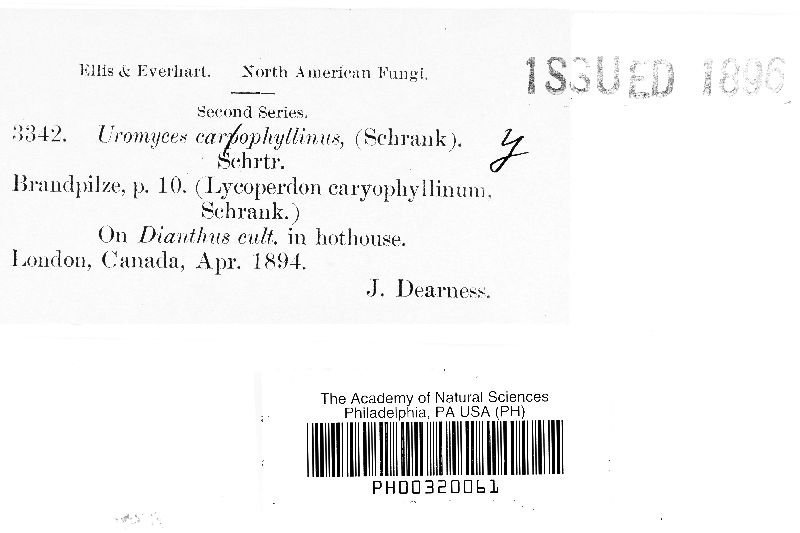 Ellis & Everhart. North American Fungi.
ISSUED 1896
Second Series.
3342. Uromyces carpophyllinus, (Schrank).
y
Schrtr.
Brandpilze, p. 10. (Lycoperdon caryophyllinum,
Schrank.)
On Dianthus cult. in hothouse.
London, Canada, Apr. 1894.
J. Dearness.
The Academy of Natural Sciences
Philadelphia, PA USA (PH)
PH00320061